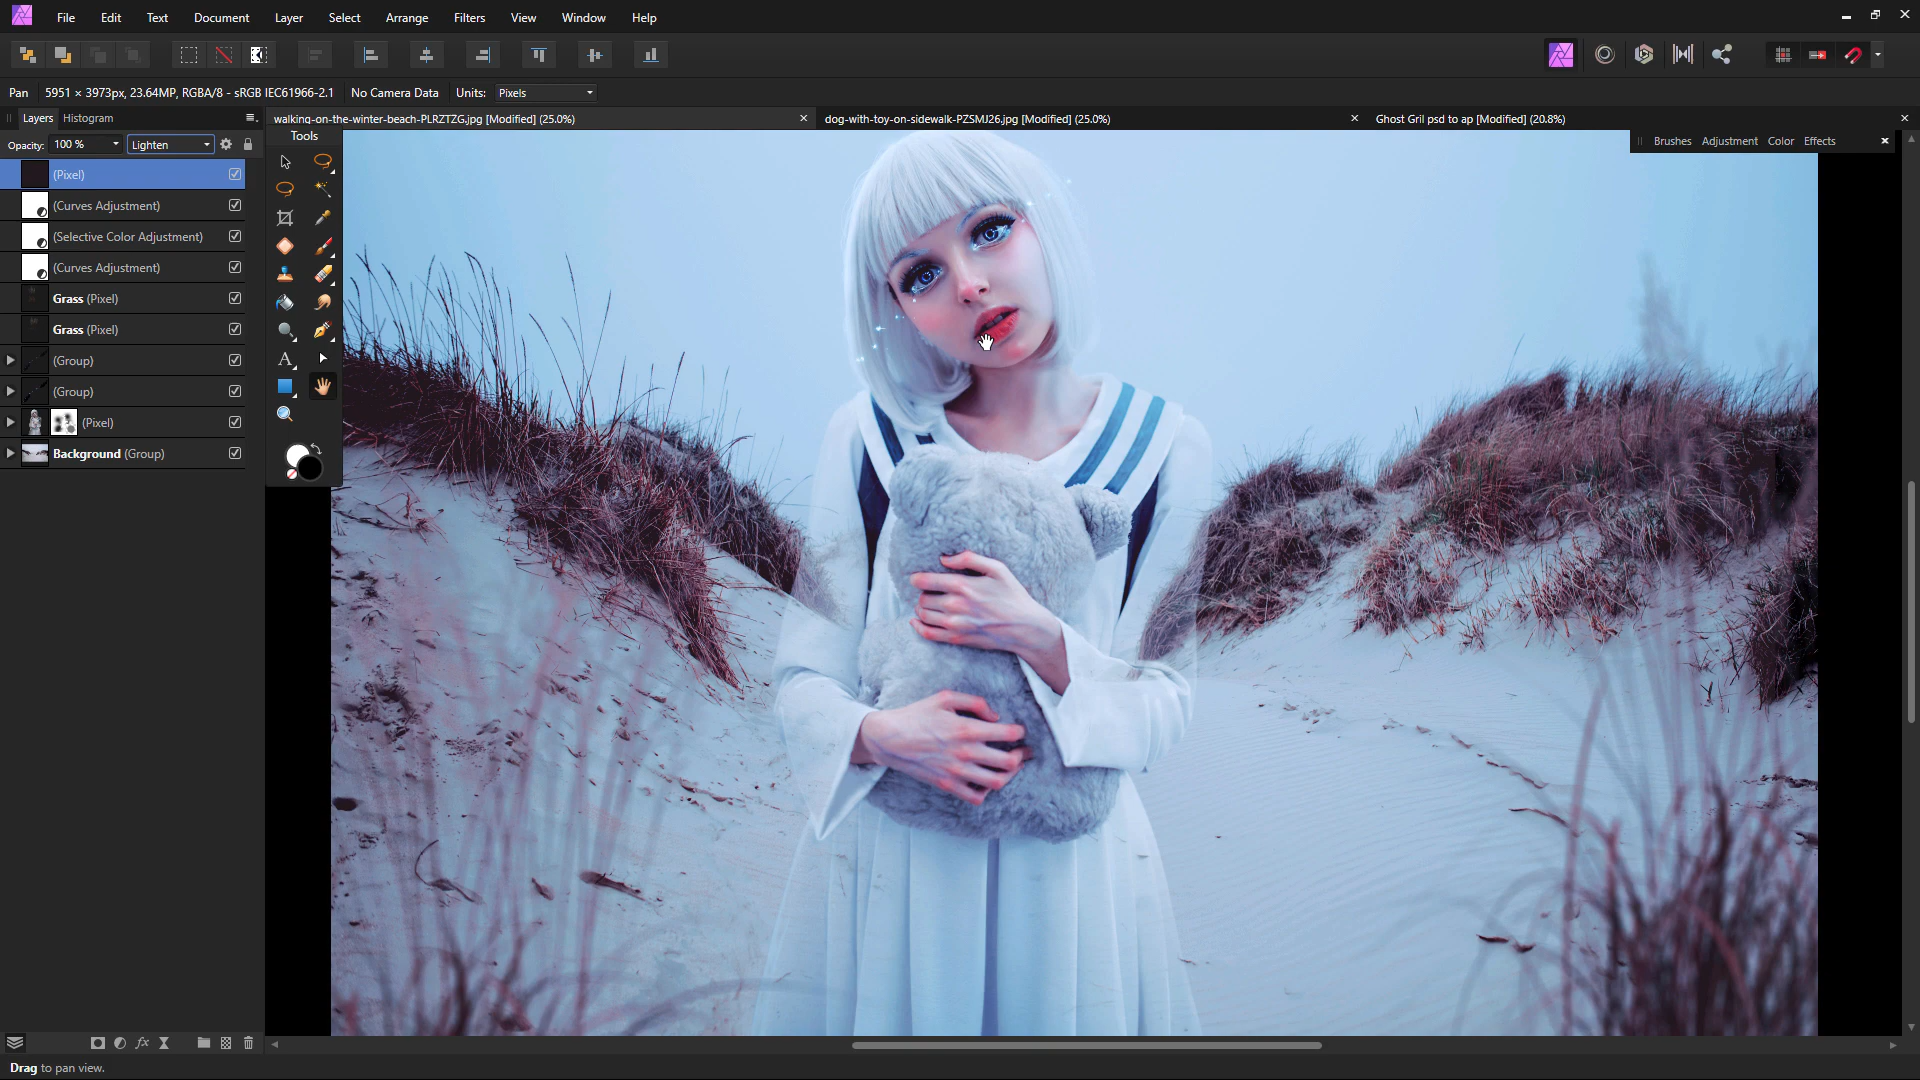 File Edit Text Document Layer Select Arrange Filters View Window Help
Pan 5951 × 3973px, 23.64MP, RGBA/8 - sRGB IEC61966-2.1 No Camera Data Units: Pixels
Layers Histogram
walking-on-the-winter-beach-PLRZTZG.jpg [Modified] (25.0%)
dog-with-toy-on-sidewalk-PZSMJ26.jpg [Modified] (25.0%)
Ghost Gril psd to ap [Modified] (20.8%)
Tools
Brushes Adjustment Color Effects
Opacity: 100 % Lighten
(Pixel)
(Curves Adjustment)
(Selective Color Adjustment)
(Curves Adjustment)
Grass (Pixel)
Grass (Pixel)
(Group)
(Group)
(Pixel)
Background (Group)
Drag to pan view.